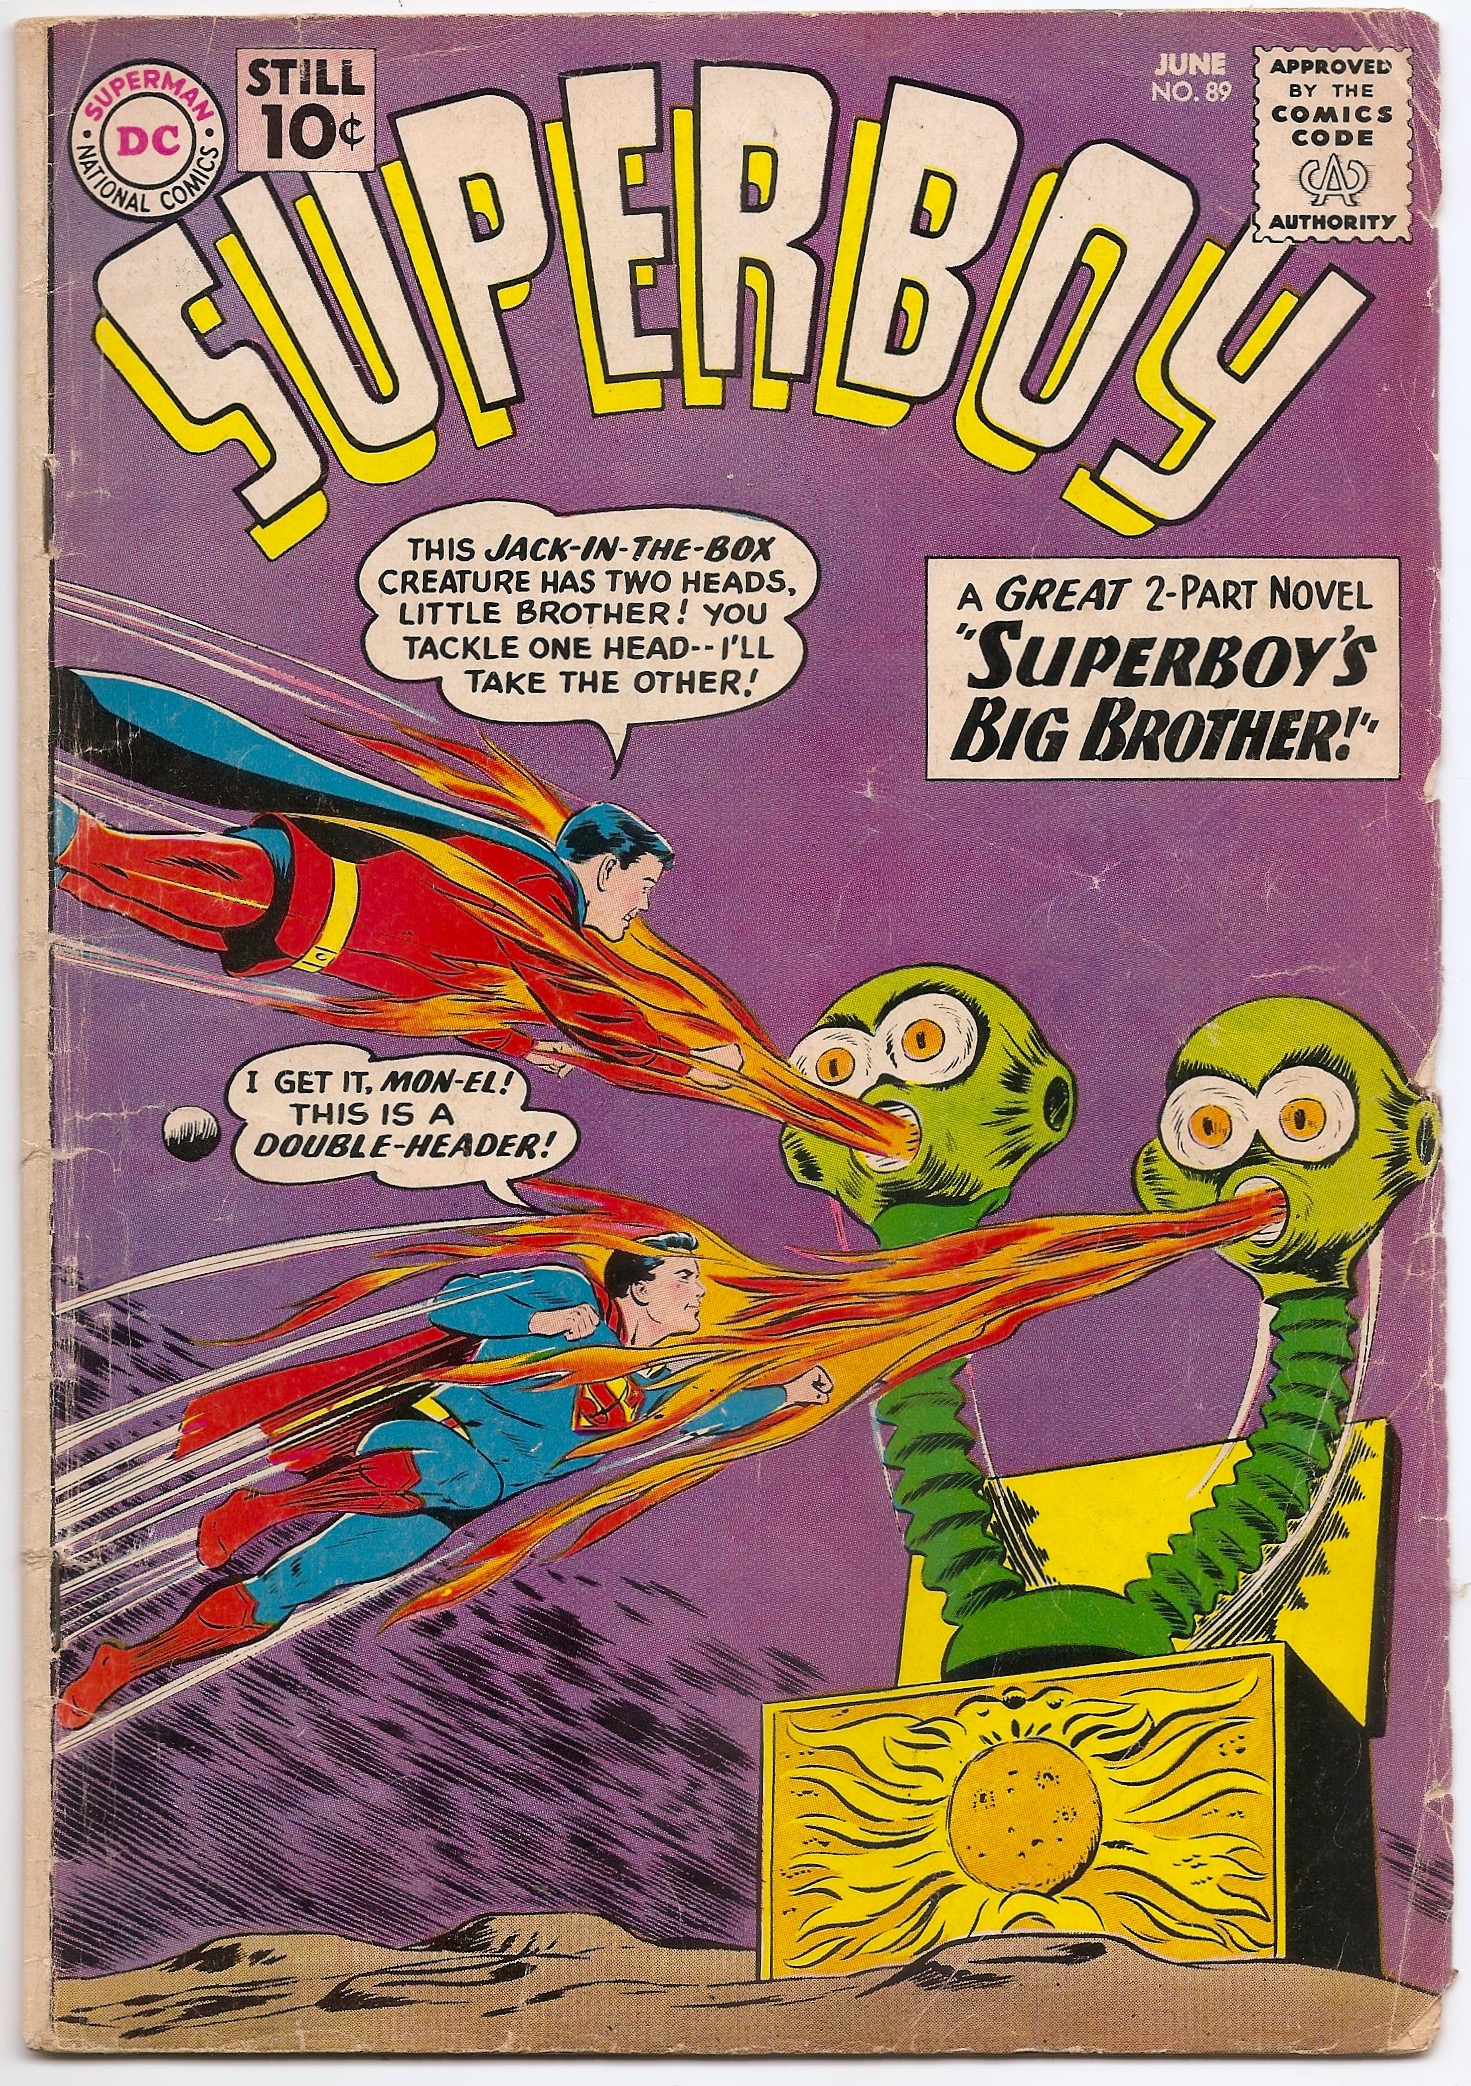 SUPERMAN
DC
NATIONAL COMICS
STILL
10¢
JUNE
NO. 89
APPROVED
BY THE
COMICS
CODE
CA
AUTHORITY
SUPERBOY
THIS JACK-IN-THE-BOX
CREATURE HAS TWO HEADS,
LITTLE BROTHER! YOU
TACKLE ONE HEAD--I'LL
TAKE THE OTHER!
A GREAT 2-PART NOVEL
"SUPERBOY'S
BIG BROTHER!"
I GET IT, MON-EL!
THIS IS A
DOUBLE-HEADER!